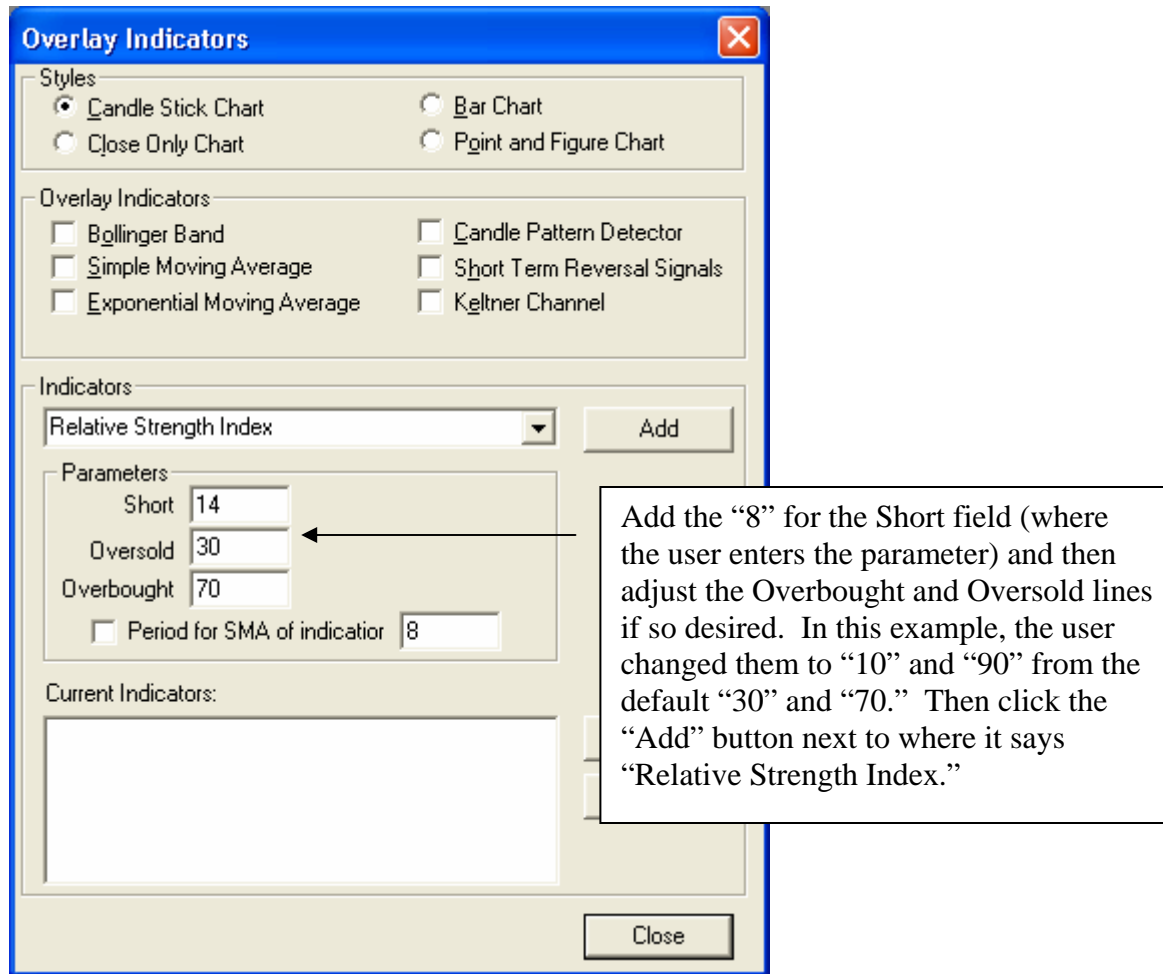 Overlay Indicators
Styles
Candle Stick Chart
Bar Chart
Close Only Chart
Point and Figure Chart
Overlay Indicators
Bollinger Band
Candle Pattern Detector
Simple Moving Average
Short Term Reversal Signals
Exponential Moving Average
Keltner Channel
Indicators
Relative Strength Index
Add
Parameters
Short 14
Oversold 30
Overbought 70
Period for SMA of indicatior 8
Current Indicators:
Add the “8” for the Short field (where
the user enters the parameter) and then
adjust the Overbought and Oversold lines
if so desired. In this example, the user
changed them to “10” and “90” from the
default “30” and “70.” Then click the
“Add” button next to where it says
“Relative Strength Index.”
Close